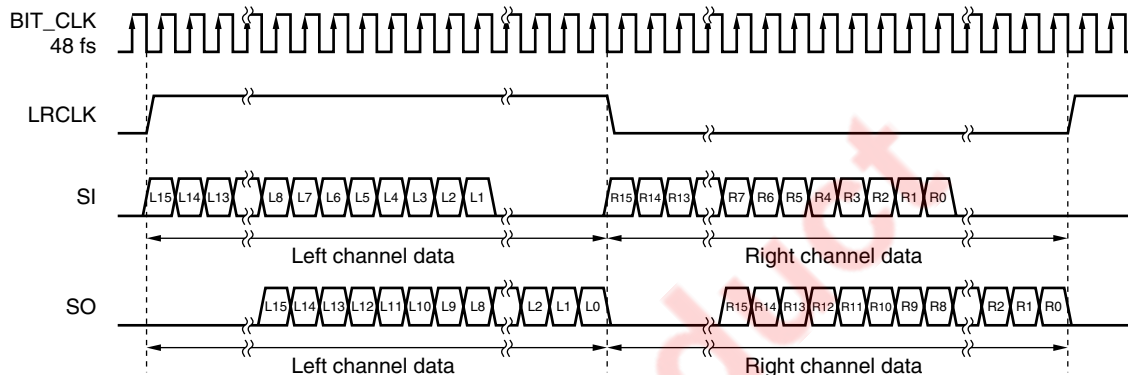 BIT_CLK
48 fs
LRCLK
SI
L15 L14 L13 L8 L7 L6 L5 L4 L3 L2 L1 R15 R14 R13 R7 R6 R5 R4 R3 R2 R1 R0
Left channel data Right channel data
SO
L15 L14 L13 L12 L11 L10 L9 L8 L2 L1 L0 R15 R14 R13 R12 R11 R10 R9 R8 R2 R1 R0
Left channel data Right channel data
duct